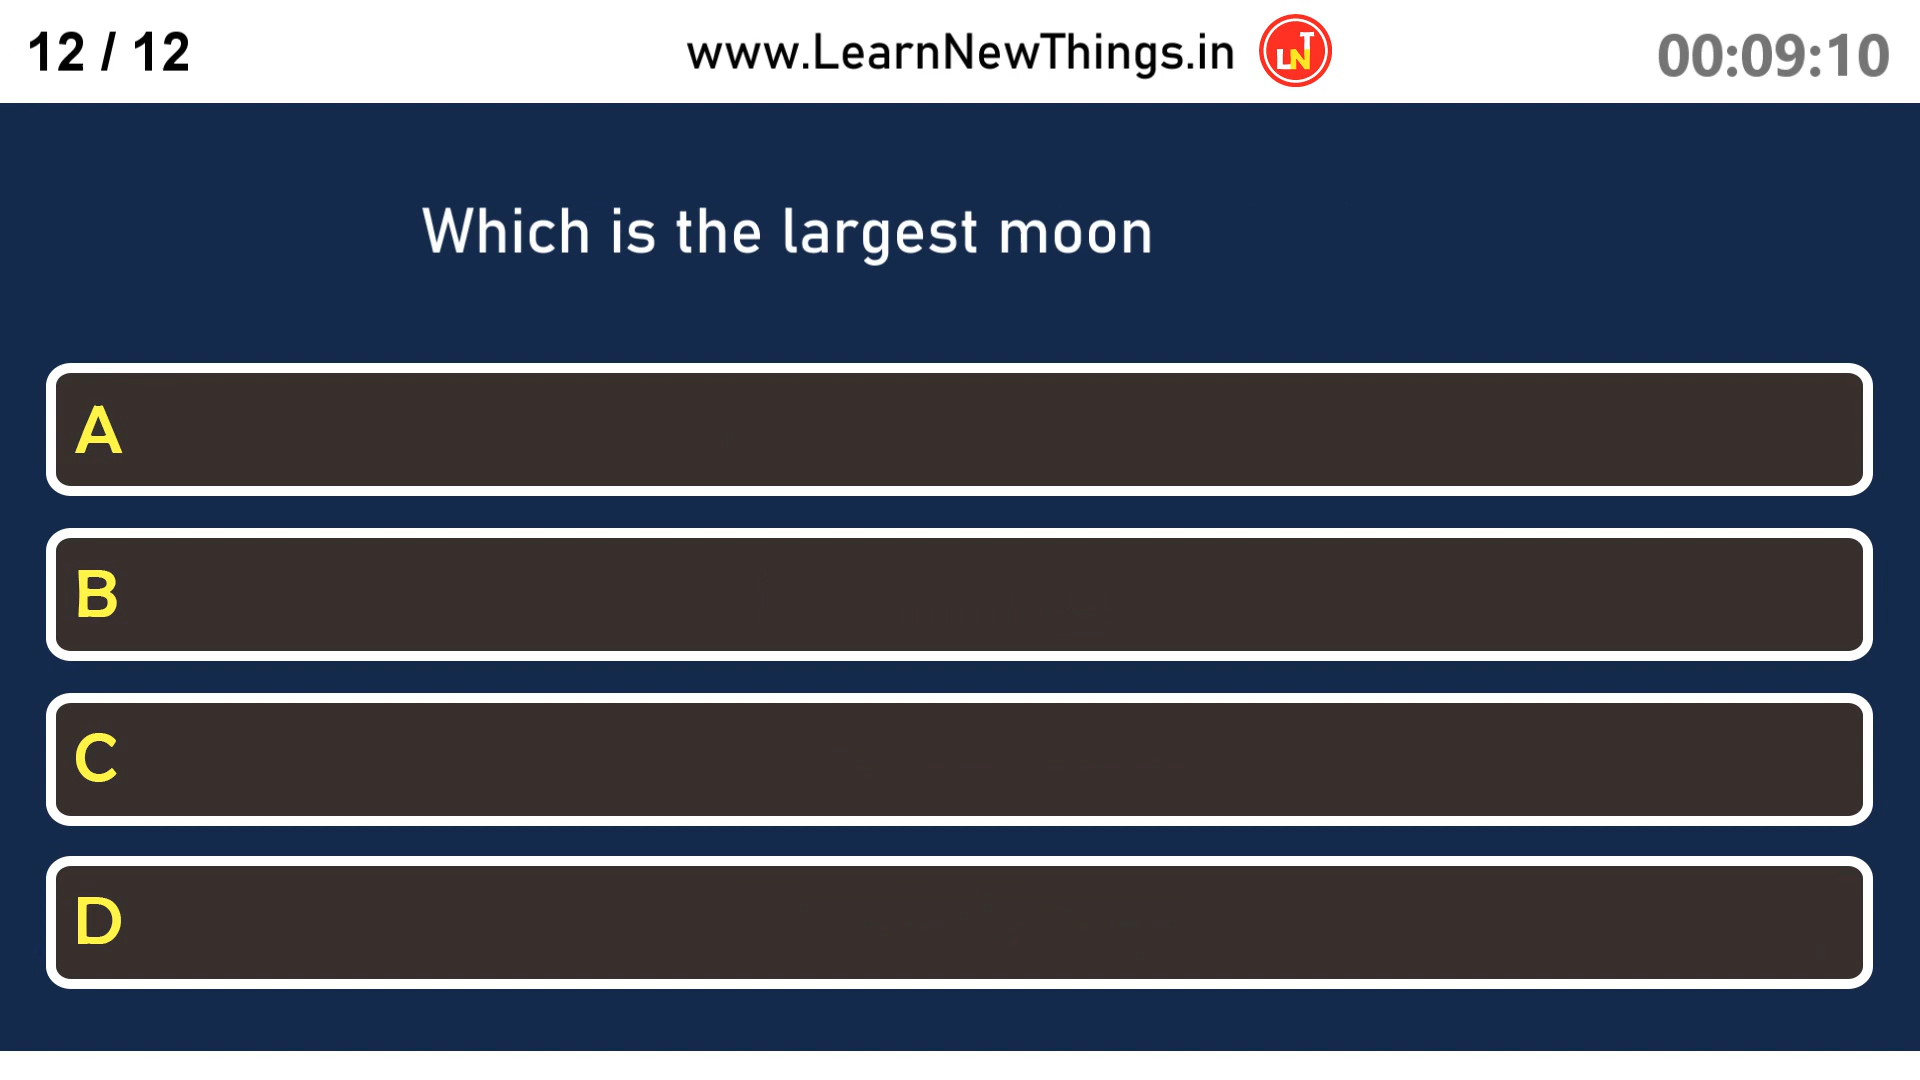 12 / 12
www.LearnNewThings.in
LNT
00:09:10
Which is the largest moon
A
B
C
D